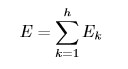 E = \sum_{k=1}^{h} E_k